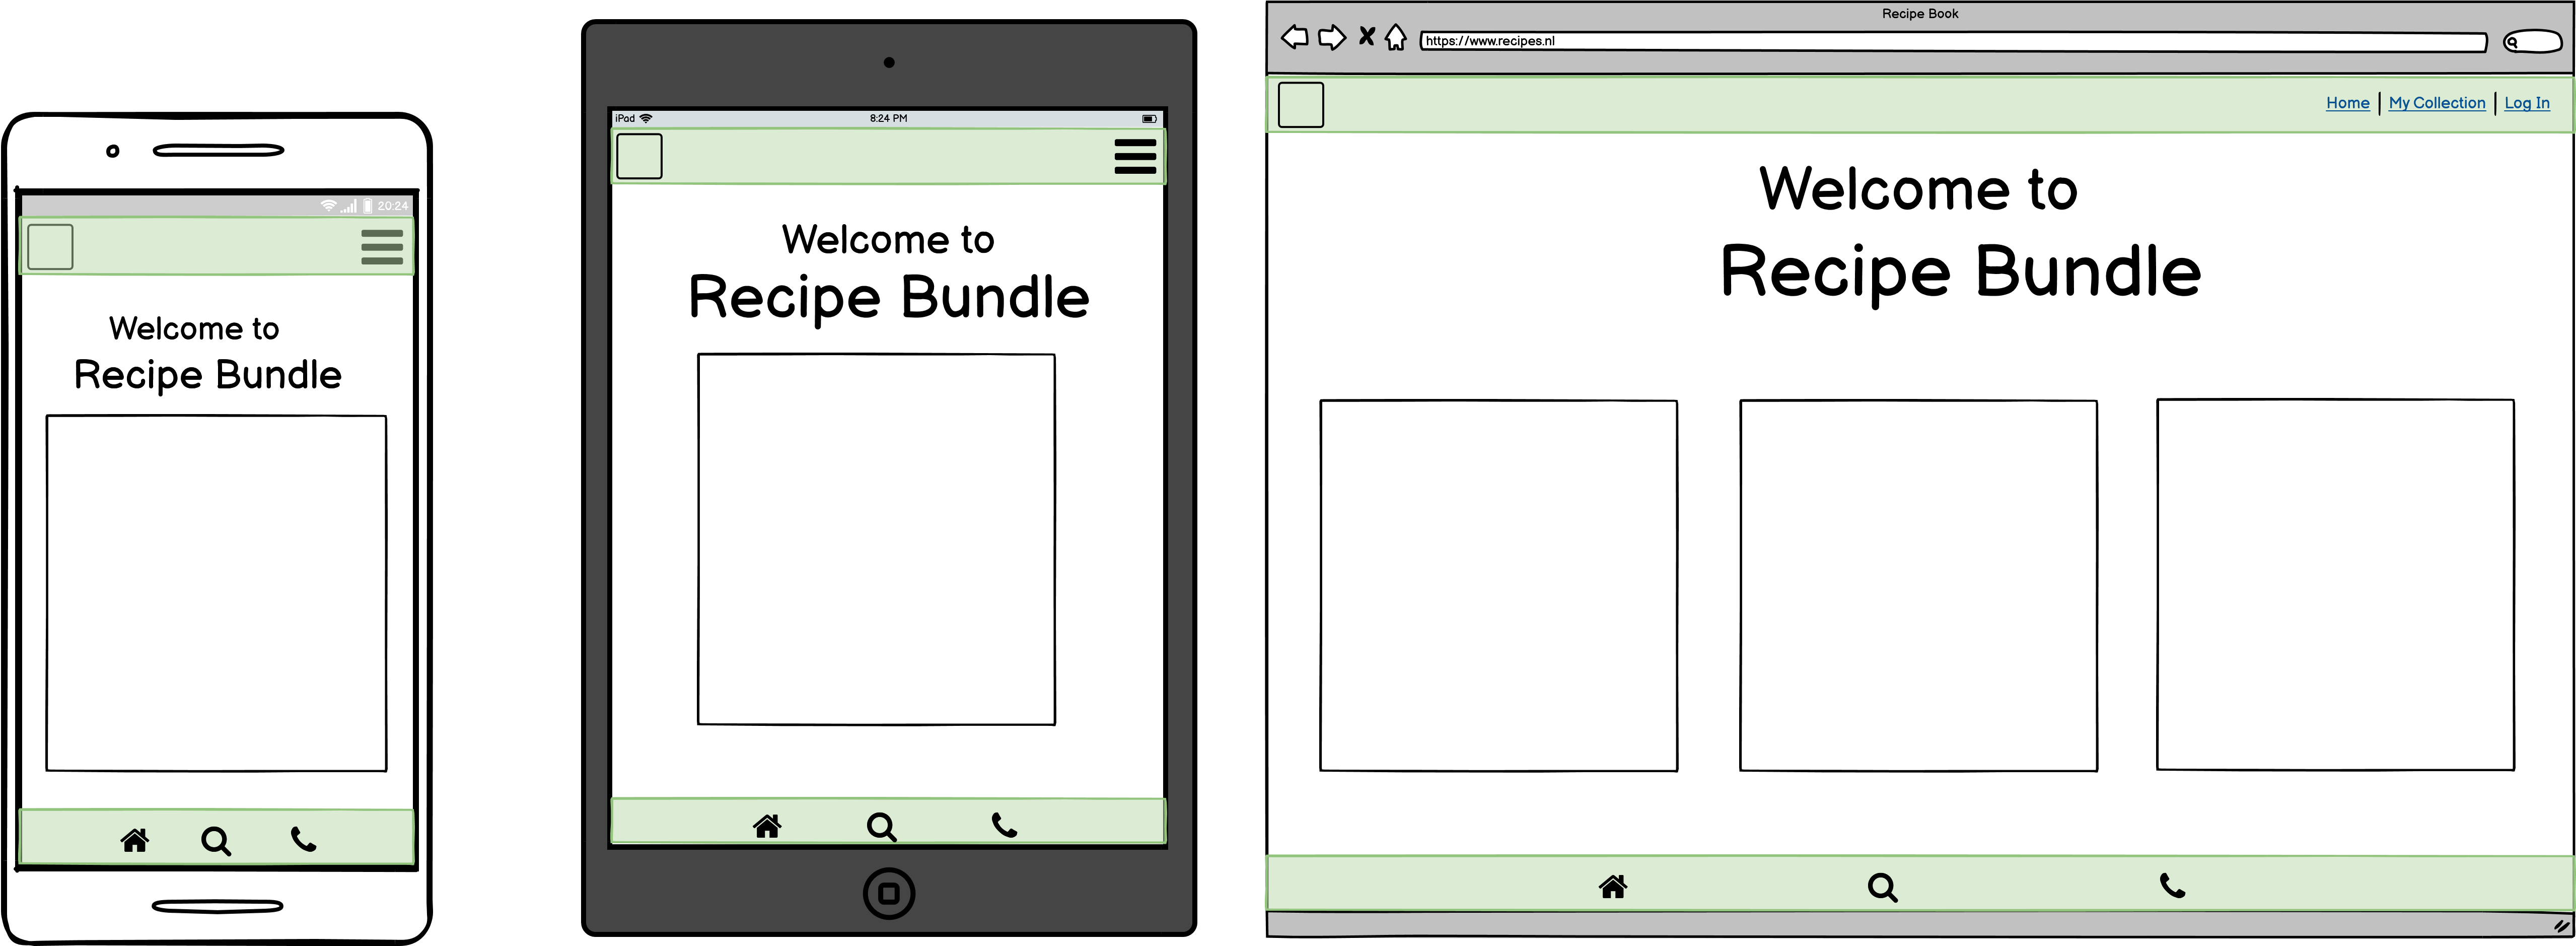 20:24
Welcome to
Recipe Bundle
iPad
8:24 PM
Welcome to
Recipe Bundle
Recipe Book
https://www.recipes.nl
Home | My Collection | Log In
Welcome to
Recipe Bundle